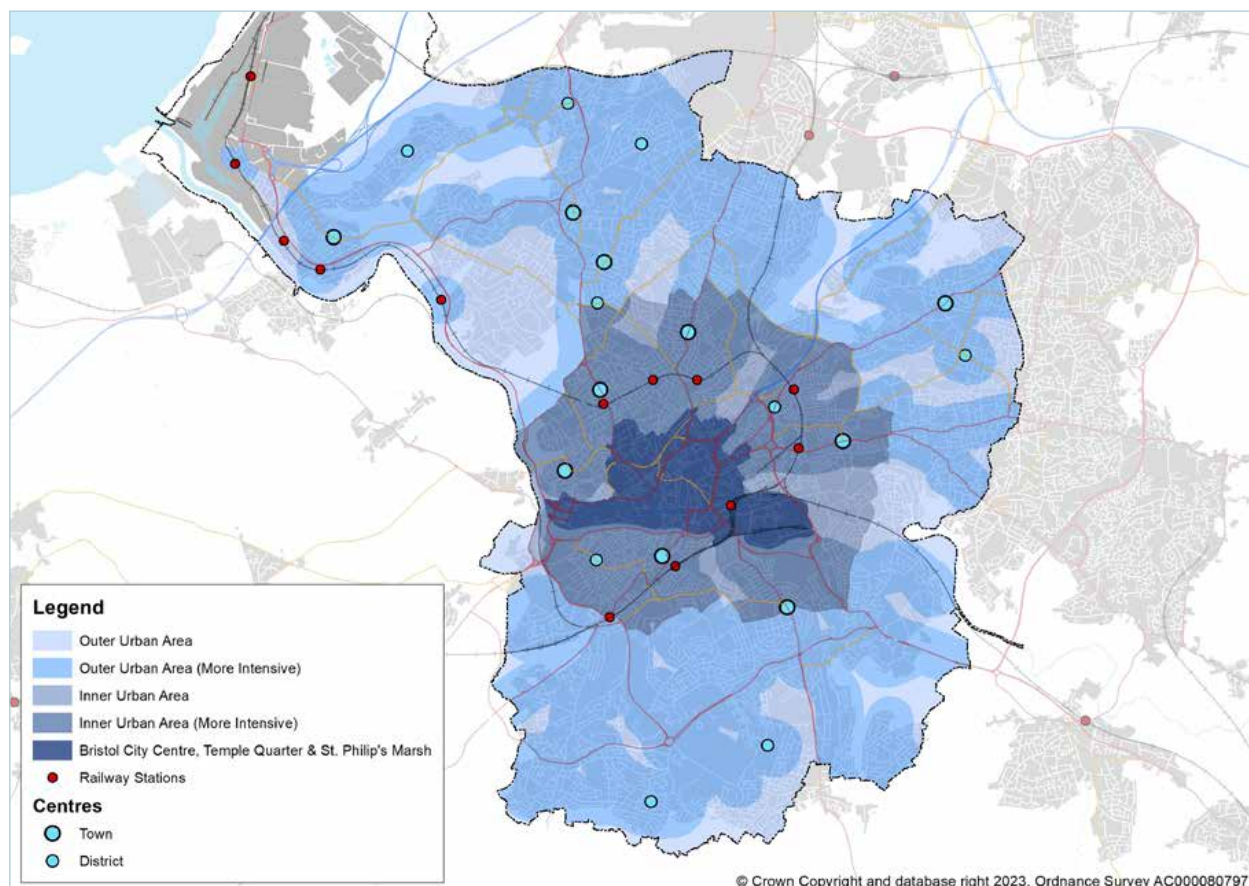 Legend
Outer Urban Area
Outer Urban Area (More Intensive)
Inner Urban Area
Inner Urban Area (More Intensive)
Bristol City Centre, Temple Quarter & St. Philip's Marsh
Railway Stations
Centres
Town
District
© Crown Copyright and database right 2023. Ordnance Survey AC000080797